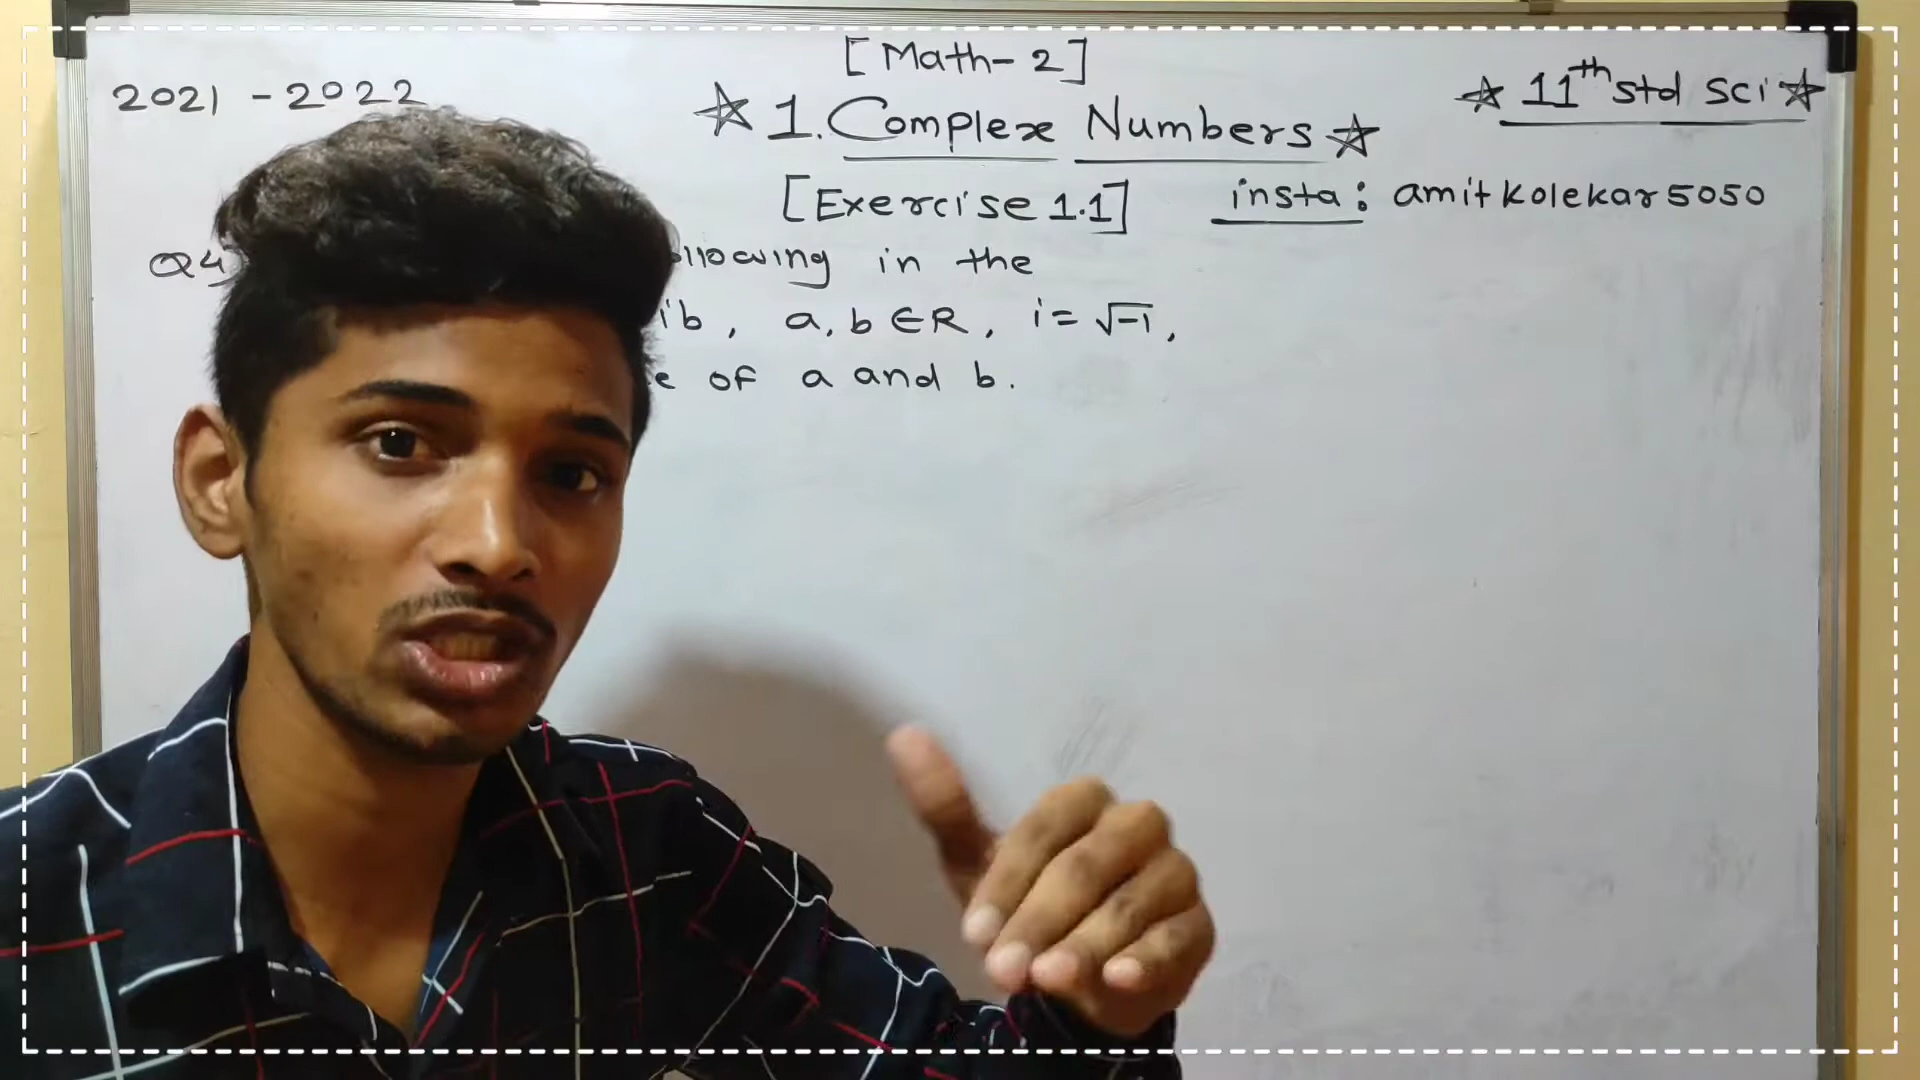 [Math-2]
2021 - 2022
☆ 1. Complex Numbers ☆
☆ 11th std sci ☆
[Exercise 1.1]
insta : amitkolekar5050
Q4) in the
ib, a, b ∈ R, i = √-1,
of a and b.